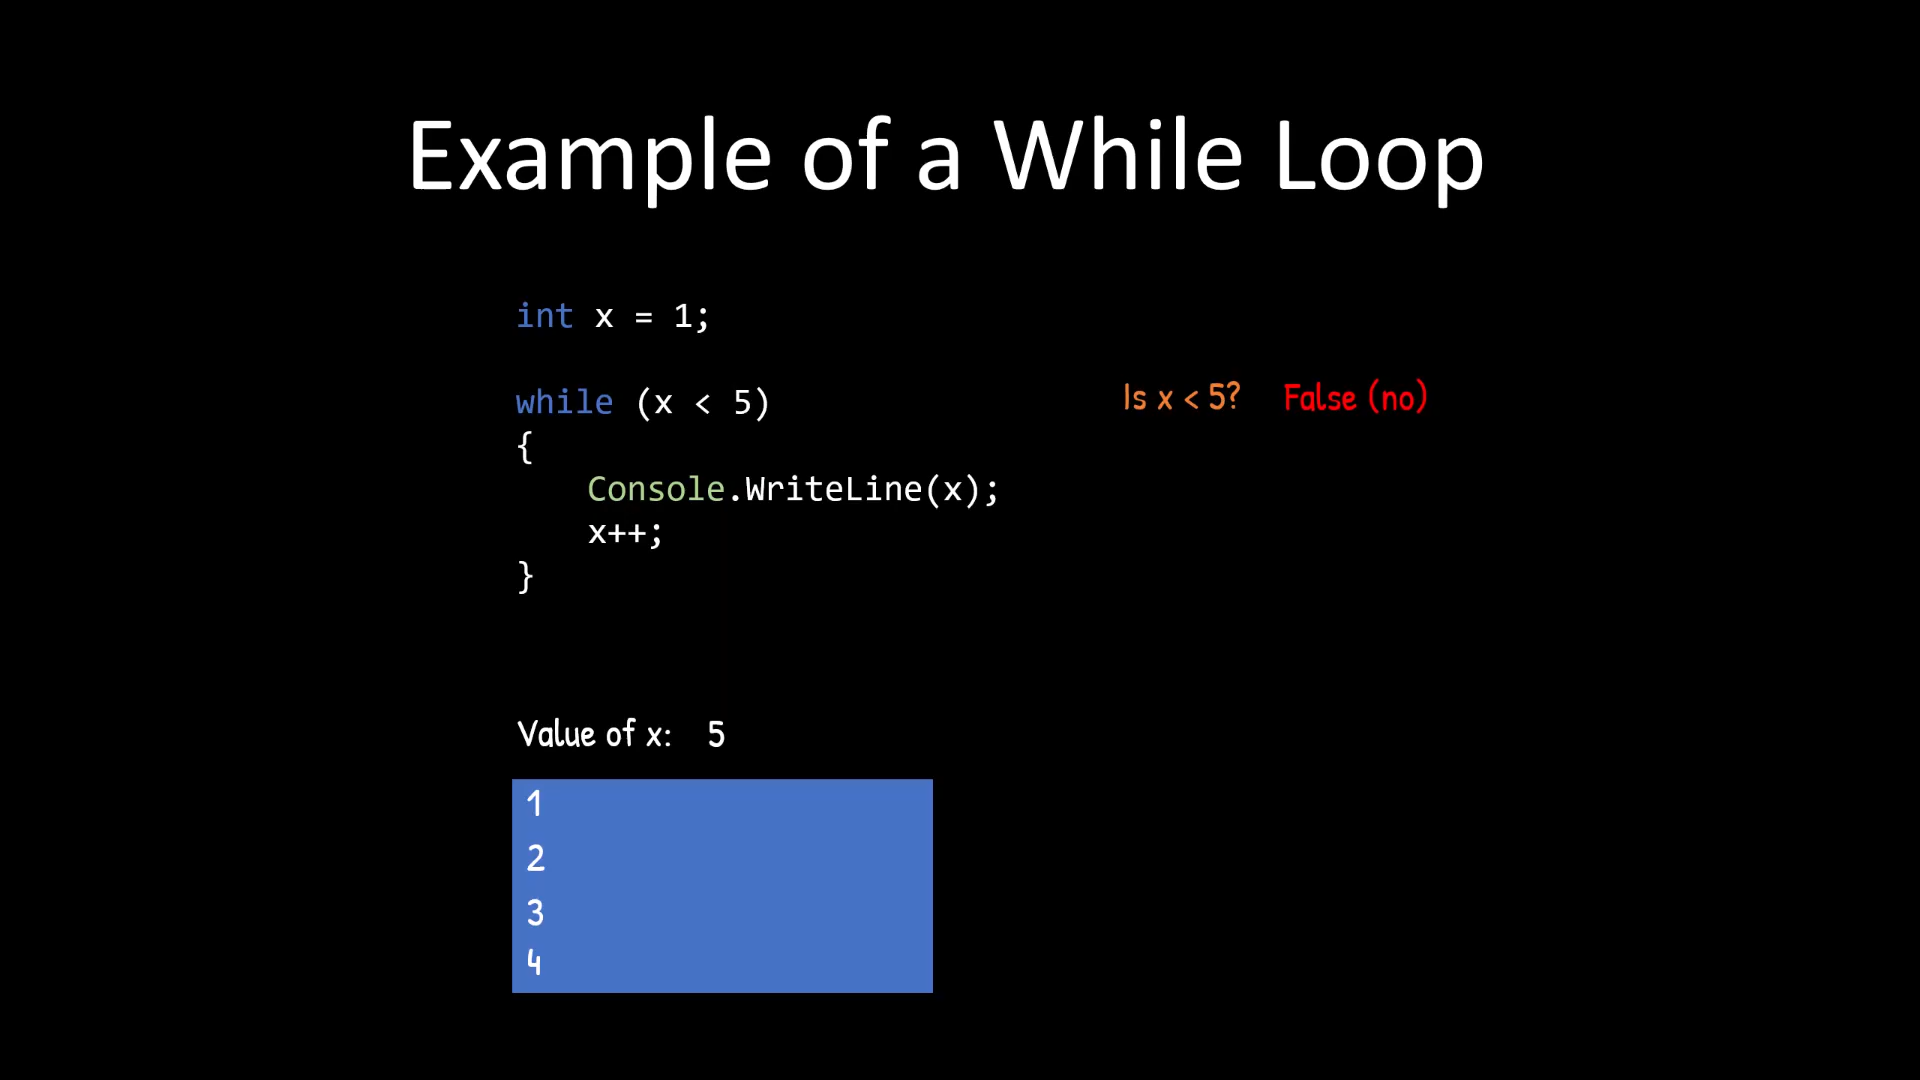 Example of a While Loop
int x = 1;
while (x < 5)
Is x < 5? False (no)
{
Console.WriteLine(x);
x++;
}
Value of x: 5
1
2
3
4